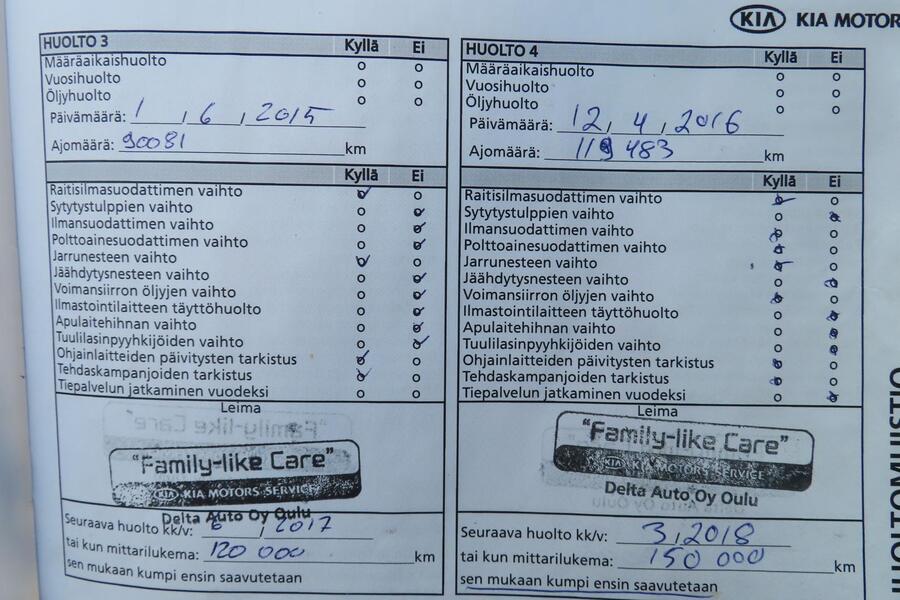 KIA KIA MOTOR
HUOLTO 3 Kyllä Ei
Määräaikaishuolto
Vuosihuolto
Öljyhuolto
Päivämäärä: 1, 6, 2015
Ajomäärä: 90081 km
Kyllä Ei
Raitisilmasuodattimen vaihto
Sytytystulppien vaihto
Ilmansuodattimen vaihto
Polttoainesuodattimen vaihto
Jarrunesteen vaihto
Jäähdytysnesteen vaihto
Voimansiirron öljyjen vaihto
Ilmastointilaitteen täyttöhuolto
Apulaitehihnan vaihto
Tuulilasinpyyhkijöiden vaihto
Ohjainlaitteiden päivitysten tarkistus
Tehdaskampanjoiden tarkistus
Tiepalvelun jatkaminen vuodeksi
Leima
"Family-like Care"
KIA KIA MOTORS SERVICE
Delta Auto Oy Oulu
Seuraava huolto kk/v: 6, 2017
tai kun mittarilukema: 120 000 km
sen mukaan kumpi ensin saavutetaan
HUOLTO 4 Kyllä Ei
Määräaikaishuolto
Vuosihuolto
Öljyhuolto
Päivämäärä: 12, 4, 2016
Ajomäärä: 119 483 km
Kyllä Ei
Raitisilmasuodattimen vaihto
Sytytystulppien vaihto
Ilmansuodattimen vaihto
Polttoainesuodattimen vaihto
Jarrunesteen vaihto
Jäähdytysnesteen vaihto
Voimansiirron öljyjen vaihto
Ilmastointilaitteen täyttöhuolto
Apulaitehihnan vaihto
Tuulilasinpyyhkijöiden vaihto
Ohjainlaitteiden päivitysten tarkistus
Tehdaskampanjoiden tarkistus
Tiepalvelun jatkaminen vuodeksi
Leima
"Family-like Care"
KIA KIA MOTORS SERVICE
Delta Auto Oy Oulu
Seuraava huolto kk/v: 3, 2018
tai kun mittarilukema: 150 000 km
sen mukaan kumpi ensin saavutetaan
HUOLTOMUISTIO